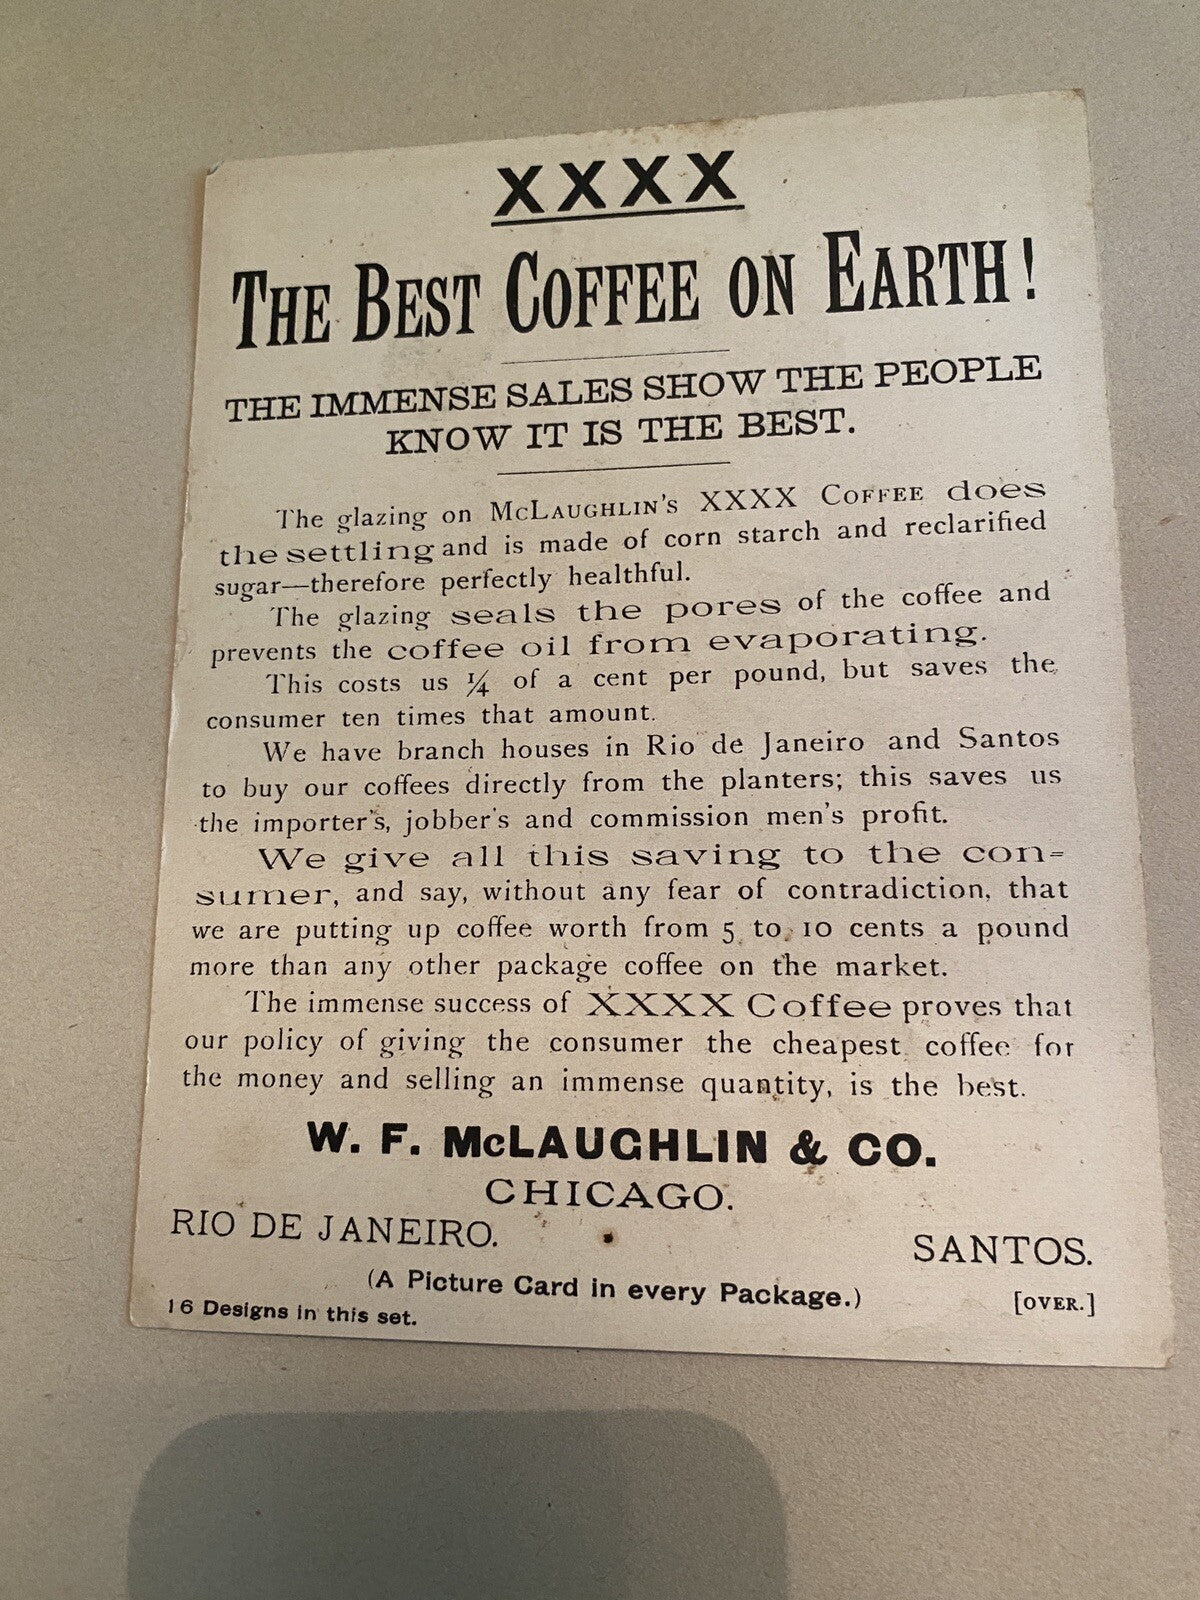 XXXX
THE BEST COFFEE ON EARTH!
THE IMMENSE SALES SHOW THE PEOPLE
KNOW IT IS THE BEST.
The glazing on McLAUGHLIN'S XXXX COFFEE does
the settling and is made of corn starch and reclarified
sugar—therefore perfectly healthful.
The glazing seals the pores of the coffee and
prevents the coffee oil from evaporating.
This costs us ¼ of a cent per pound, but saves the
consumer ten times that amount.
We have branch houses in Rio de Janeiro and Santos
to buy our coffees directly from the planters; this saves us
the importer's, jobber's and commission men's profit.
We give all this saving to the con-
sumer, and say, without any fear of contradiction, that
we are putting up coffee worth from 5 to 10 cents a pound
more than any other package coffee on the market.
The immense success of XXXX Coffee proves that
our policy of giving the consumer the cheapest coffee for
the money and selling an immense quantity, is the best.
W. F. McLAUGHLIN & CO.
CHICAGO.
RIO DE JANEIRO. SANTOS.
(A Picture Card in every Package.)
16 Designs in this set. [OVER.]